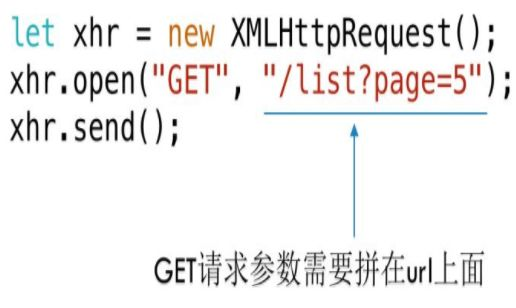 let xhr = new XMLHttpRequest();
xhr.open("GET", "/list?page=5");
xhr.send();
GET请求参数需要拼在url上面